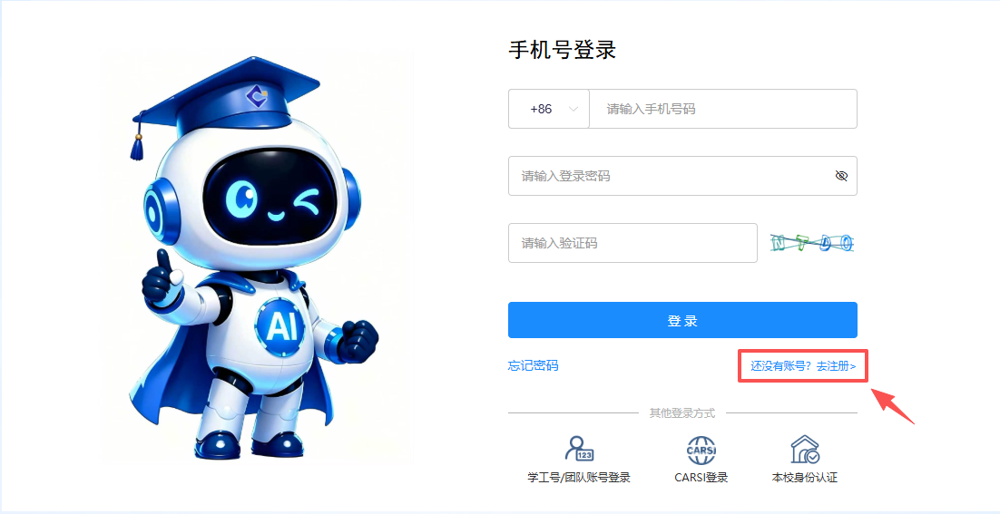 手机号登录
+86 请输入手机号码
请输入登录密码
请输入验证码
AI
登 录
忘记密码 还没有账号？去注册>
其他登录方式
123 CARSI
学工号/团队账号登录 CARSI登录 本校身份认证